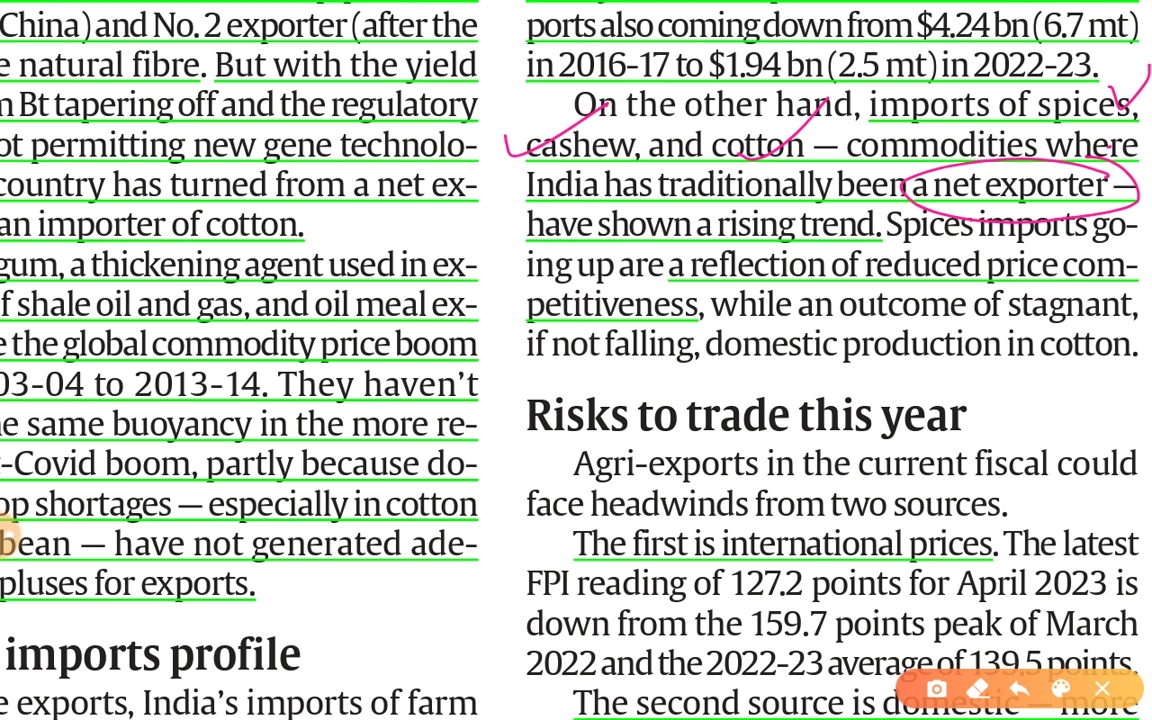 China) and No. 2 exporter (after the
e natural fibre. But with the yield
m Bt tapering off and the regulatory
ot permitting new gene technolo-
country has turned from a net ex-
an importer of cotton.
gum, a thickening agent used in ex-
f shale oil and gas, and oil meal ex-
e the global commodity price boom
03-04 to 2013-14. They haven't
e same buoyancy in the more re-
-Covid boom, partly because do-
op shortages — especially in cotton
bean — have not generated ade-
pluses for exports.
imports profile
e exports, India's imports of farm
ports also coming down from $4.24 bn (6.7 mt)
in 2016-17 to $1.94 bn (2.5 mt) in 2022-23.
On the other hand, imports of spices,
cashew, and cotton — commodities where
India has traditionally been a net exporter —
have shown a rising trend. Spices imports go-
ing up are a reflection of reduced price com-
petitiveness, while an outcome of stagnant,
if not falling, domestic production in cotton.
Risks to trade this year
Agri-exports in the current fiscal could
face headwinds from two sources.
The first is international prices. The latest
FPI reading of 127.2 points for April 2023 is
down from the 159.7 points peak of March
2022 and the 2022-23 average of 139.5 points.
The second source is domestic — more